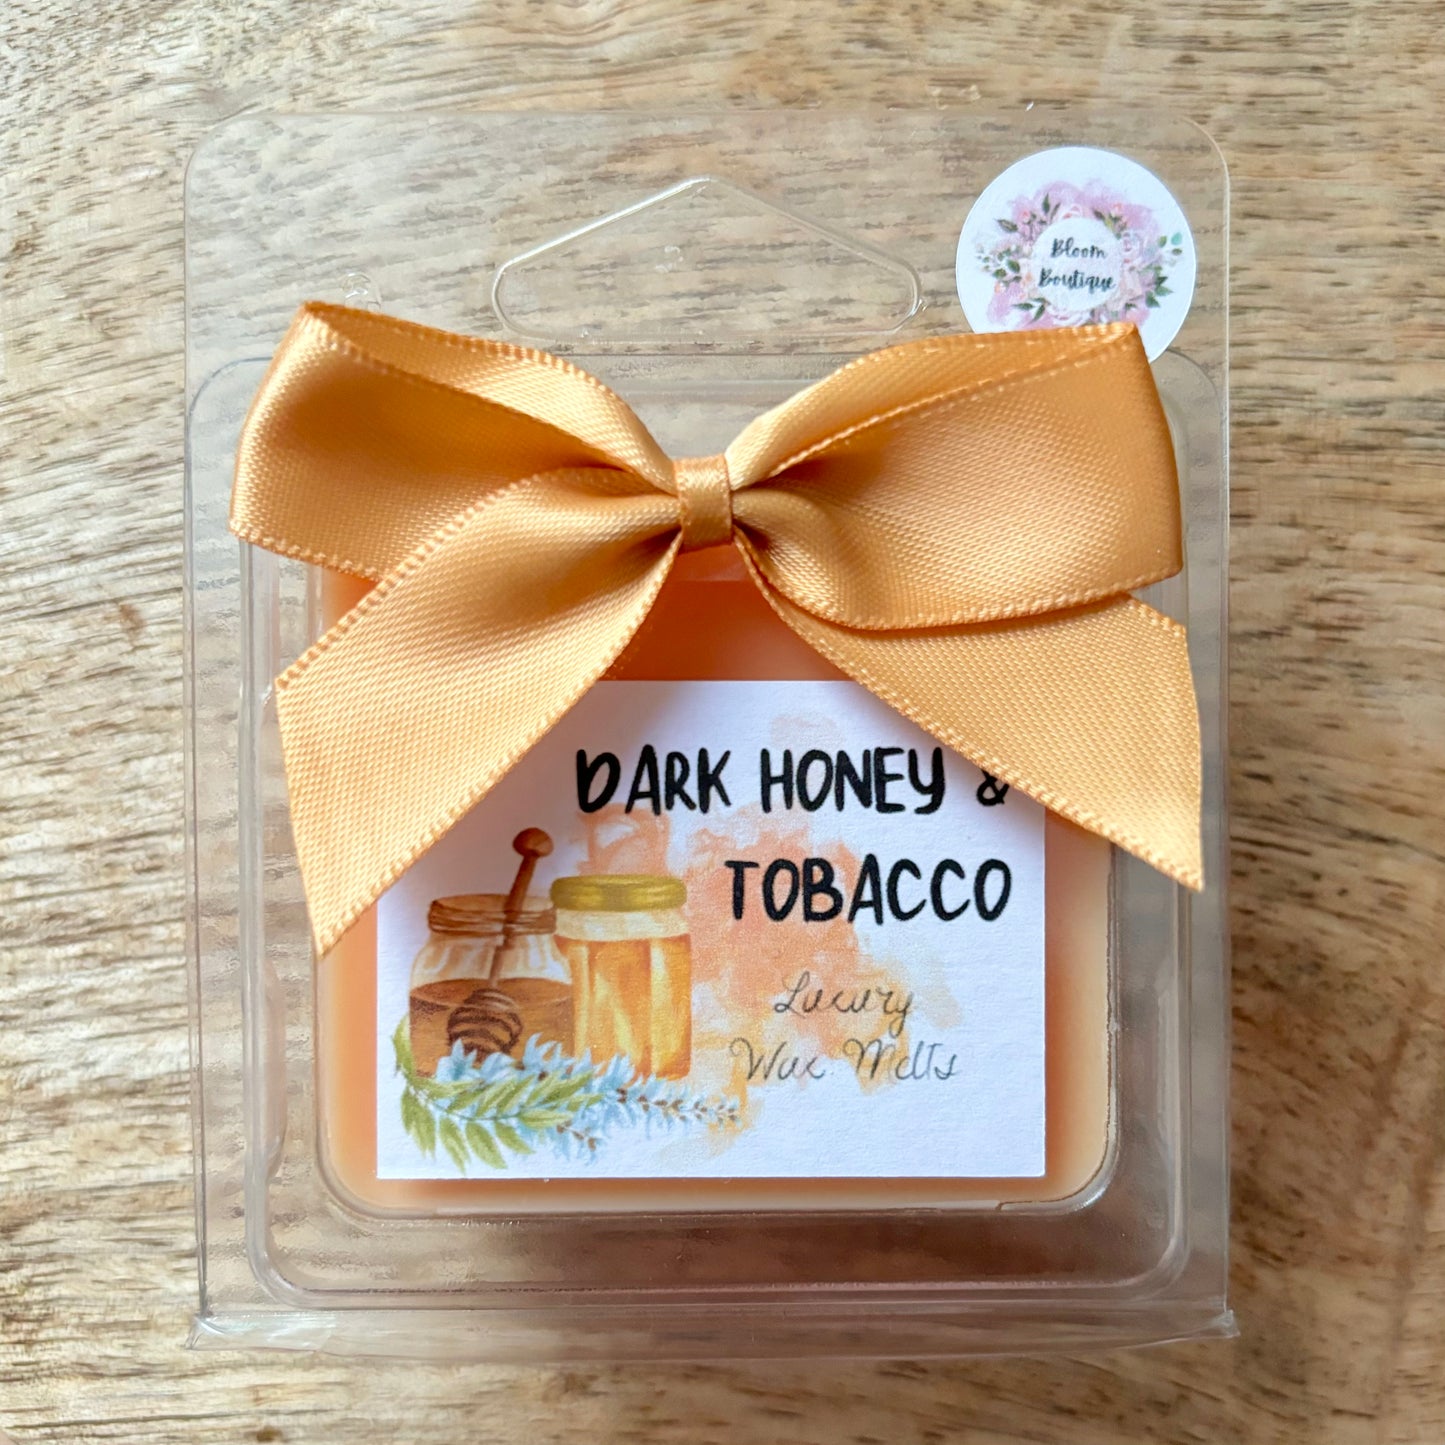 Bloom
Boutique
DARK HONEY &
TOBACCO
Luxury
Wax Melts